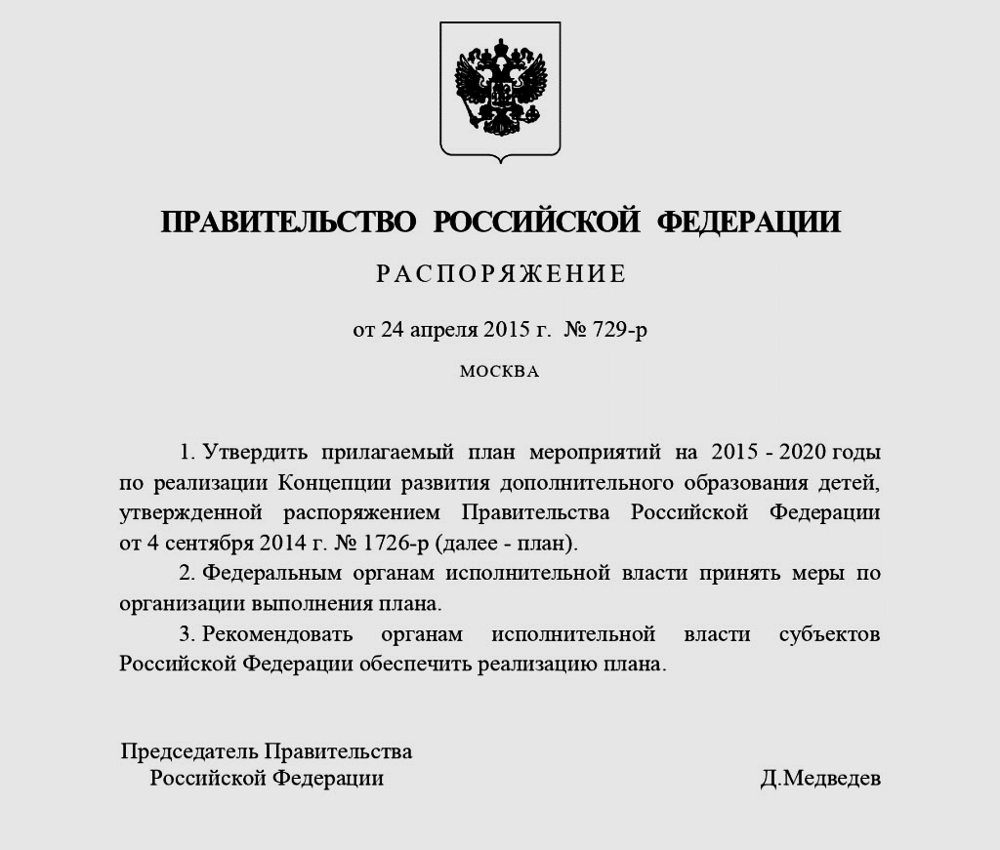 ПРАВИТЕЛЬСТВО РОССИЙСКОЙ ФЕДЕРАЦИИ
РАСПОРЯЖЕНИЕ
от 24 апреля 2015 г. № 729-р
МОСКВА
1. Утвердить прилагаемый план мероприятий на 2015 - 2020 годы
по реализации Концепции развития дополнительного образования детей,
утвержденной распоряжением Правительства Российской Федерации
от 4 сентября 2014 г. № 1726-р (далее - план).
2. Федеральным органам исполнительной власти принять меры по
организации выполнения плана.
3. Рекомендовать органам исполнительной власти субъектов
Российской Федерации обеспечить реализацию плана.
Председатель Правительства
Российской Федерации Д.Медведев